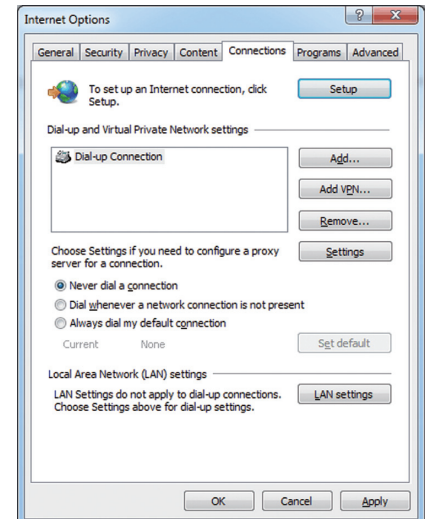 Internet Options
General Security Privacy Content Connections Programs Advanced
To set up an Internet connection, click
Setup.
Setup
Dial-up and Virtual Private Network settings
Dial-up Connection
Add...
Add VPN...
Remove...
Choose Settings if you need to configure a proxy
server for a connection.
Settings
Never dial a connection
Dial whenever a network connection is not present
Always dial my default connection
Current None
Set default
Local Area Network (LAN) settings
LAN Settings do not apply to dial-up connections.
Choose Settings above for dial-up settings.
LAN settings
OK Cancel Apply